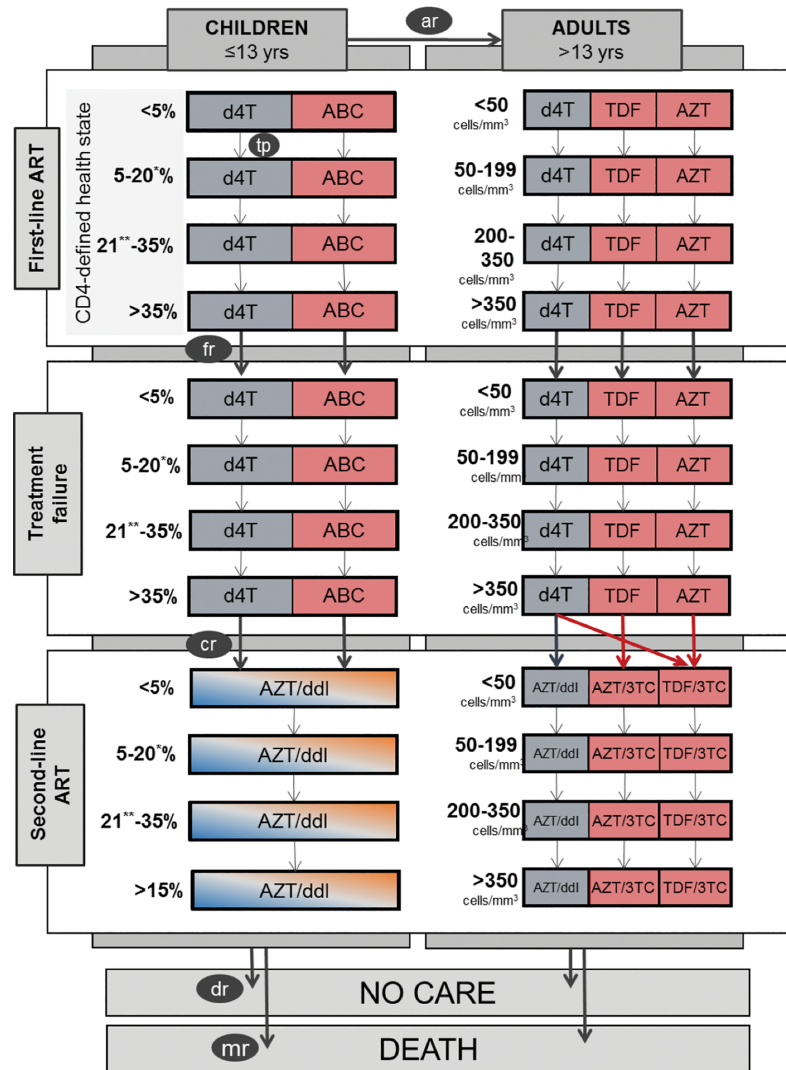 CHILDREN
≤13 yrs
ar
ADULTS
>13 yrs
First-line ART
CD4-defined health state
<5%
d4T
ABC
tp
5-20*%
d4T
ABC
21**-35%
d4T
ABC
>35%
d4T
ABC
<50
cells/mm³
d4T
TDF
AZT
50-199
cells/mm³
d4T
TDF
AZT
200-
350
cells/mm³
d4T
TDF
AZT
>350
cells/mm³
d4T
TDF
AZT
fr
Treatment
failure
<5%
d4T
ABC
5-20*%
d4T
ABC
21**-35%
d4T
ABC
>35%
d4T
ABC
<50
cells/mm³
d4T
TDF
AZT
50-199
cells/mm³
d4T
TDF
AZT
200-350
cells/mm³
d4T
TDF
AZT
>350
cells/mm³
d4T
TDF
AZT
cr
Second-line
ART
<5%
AZT/ddI
5-20*%
AZT/ddI
21**-35%
AZT/ddI
>15%
AZT/ddI
<50
cells/mm³
AZT/ddI
AZT/3TC
TDF/3TC
50-199
cells/mm³
AZT/ddI
AZT/3TC
TDF/3TC
200-350
cells/mm³
AZT/ddI
AZT/3TC
TDF/3TC
>350
cells/mm³
AZT/ddI
AZT/3TC
TDF/3TC
dr
NO CARE
mr
DEATH